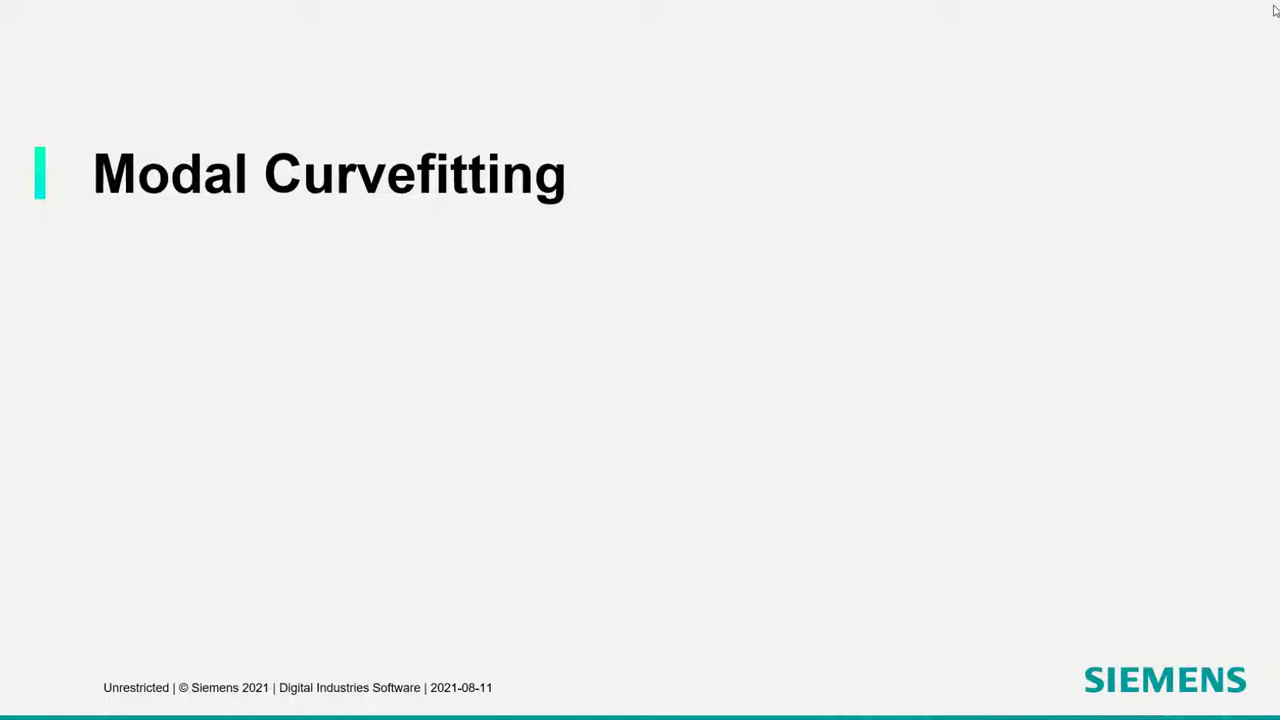 Modal Curvefitting
Unrestricted | © Siemens 2021 | Digital Industries Software | 2021-08-11
SIEMENS